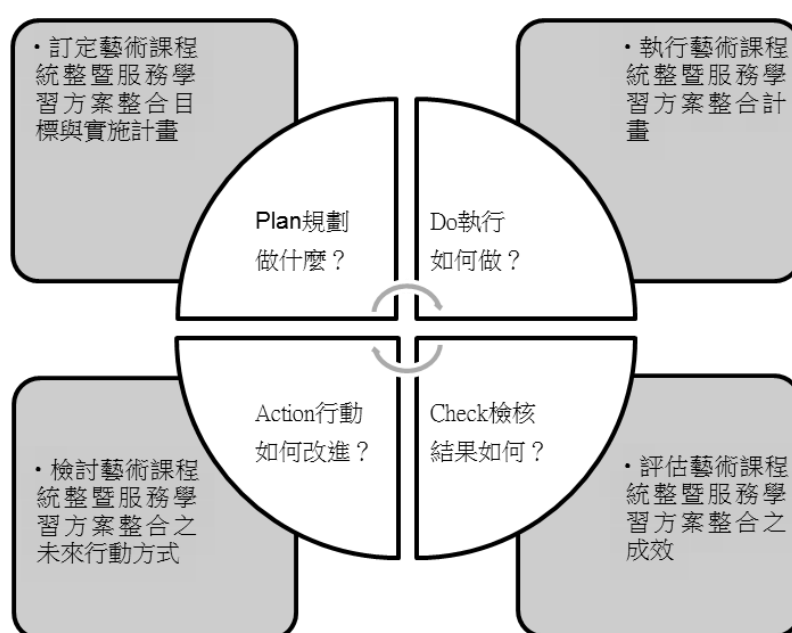 ・訂定藝術課程
統整暨服務學
習方案整合目
標與實施計畫
・執行藝術課程
統整暨服務學
習方案整合計
畫
Plan規劃
做什麼？
Do執行
如何做？
Action行動
如何改進？
Check檢核
結果如何？
・檢討藝術課程
統整暨服務學
習方案整合之
未來行動方式
・評估藝術課程
統整暨服務學
習方案整合之
成效